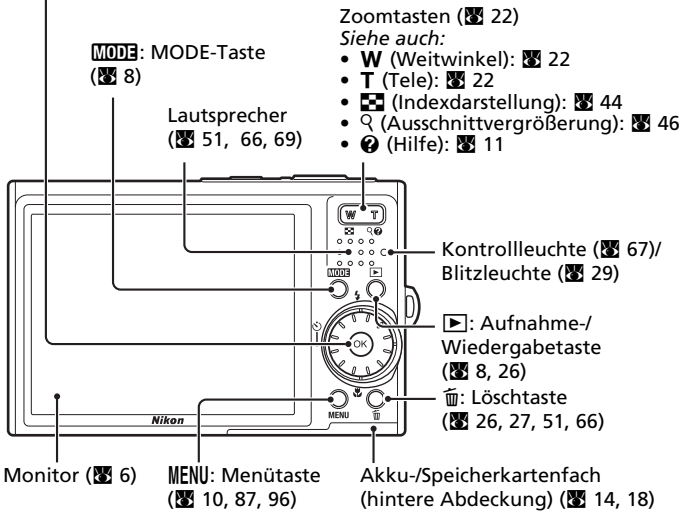 Zoomtasten (22)
Siehe auch:
• W (Weitwinkel): 22
• T (Tele): 22
• (Indexdarstellung): 44
• (Ausschnittvergrößerung): 46
• ? (Hilfe): 11
MODE: MODE-Taste
(8)
Lautsprecher
(51, 66, 69)
W T
?
MODE
Kontrollleuchte (67)/
Blitzleuchte (29)
OK
: Aufnahme-/
Wiedergabetaste
(8, 26)
: Löschtaste
(26, 27, 51, 66)
MENU
Nikon
Monitor (6)
MENU: Menütaste
(10, 87, 96)
Akku-/Speicherkartenfach
(hintere Abdeckung) (14, 18)